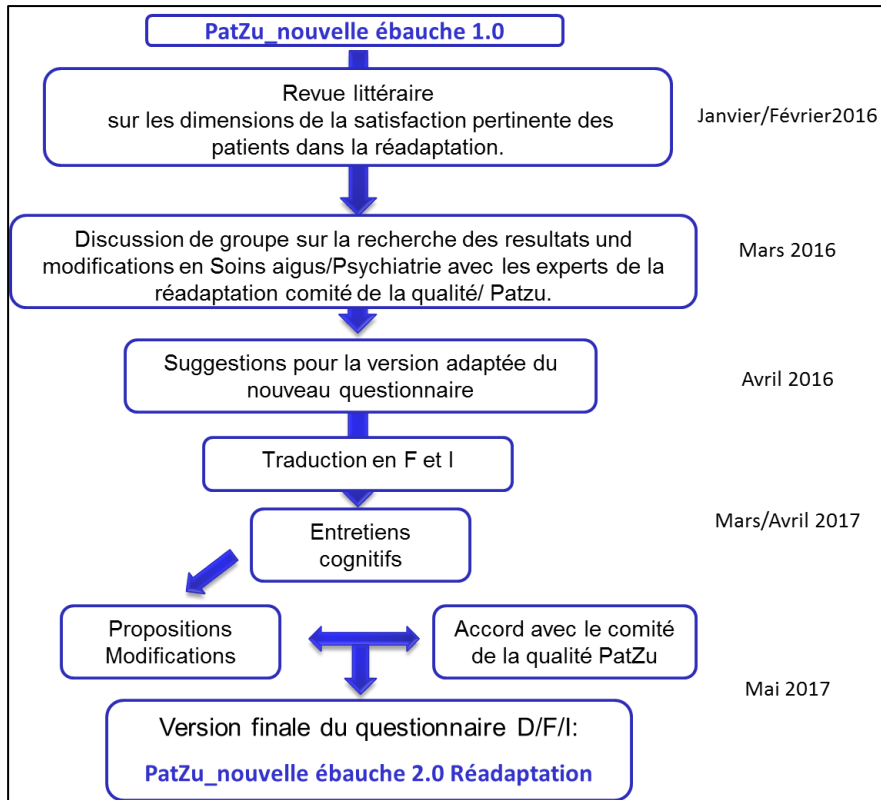 PatZu_nouvelle ébauche 1.0
Revue littéraire
sur les dimensions de la satisfaction pertinente des
patients dans la réadaptation.
Janvier/Février2016
Discussion de groupe sur la recherche des resultats und
modifications en Soins aigus/Psychiatrie avec les experts de la
réadaptation comité de la qualité/ Patzu.
Mars 2016
Suggestions pour la version adaptée du
nouveau questionnaire
Avril 2016
Traduction en F et I
Entretiens
cognitifs
Mars/Avril 2017
Propositions
Modifications
Accord avec le comité
de la qualité PatZu
Mai 2017
Version finale du questionnaire D/F/I:
PatZu_nouvelle ébauche 2.0 Réadaptation